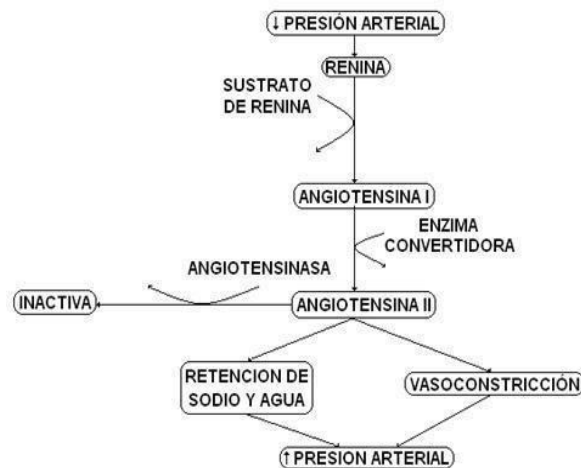 ↓ PRESIÓN ARTERIAL
RENINA
SUSTRATO
DE RENINA
ANGIOTENSINA I
ENZIMA
CONVERTIDORA
ANGIOTENSINASA
INACTIVA
ANGIOTENSINA II
RETENCION DE
SODIO Y AGUA
VASOCONSTRICCIÓN
↑ PRESION ARTERIAL